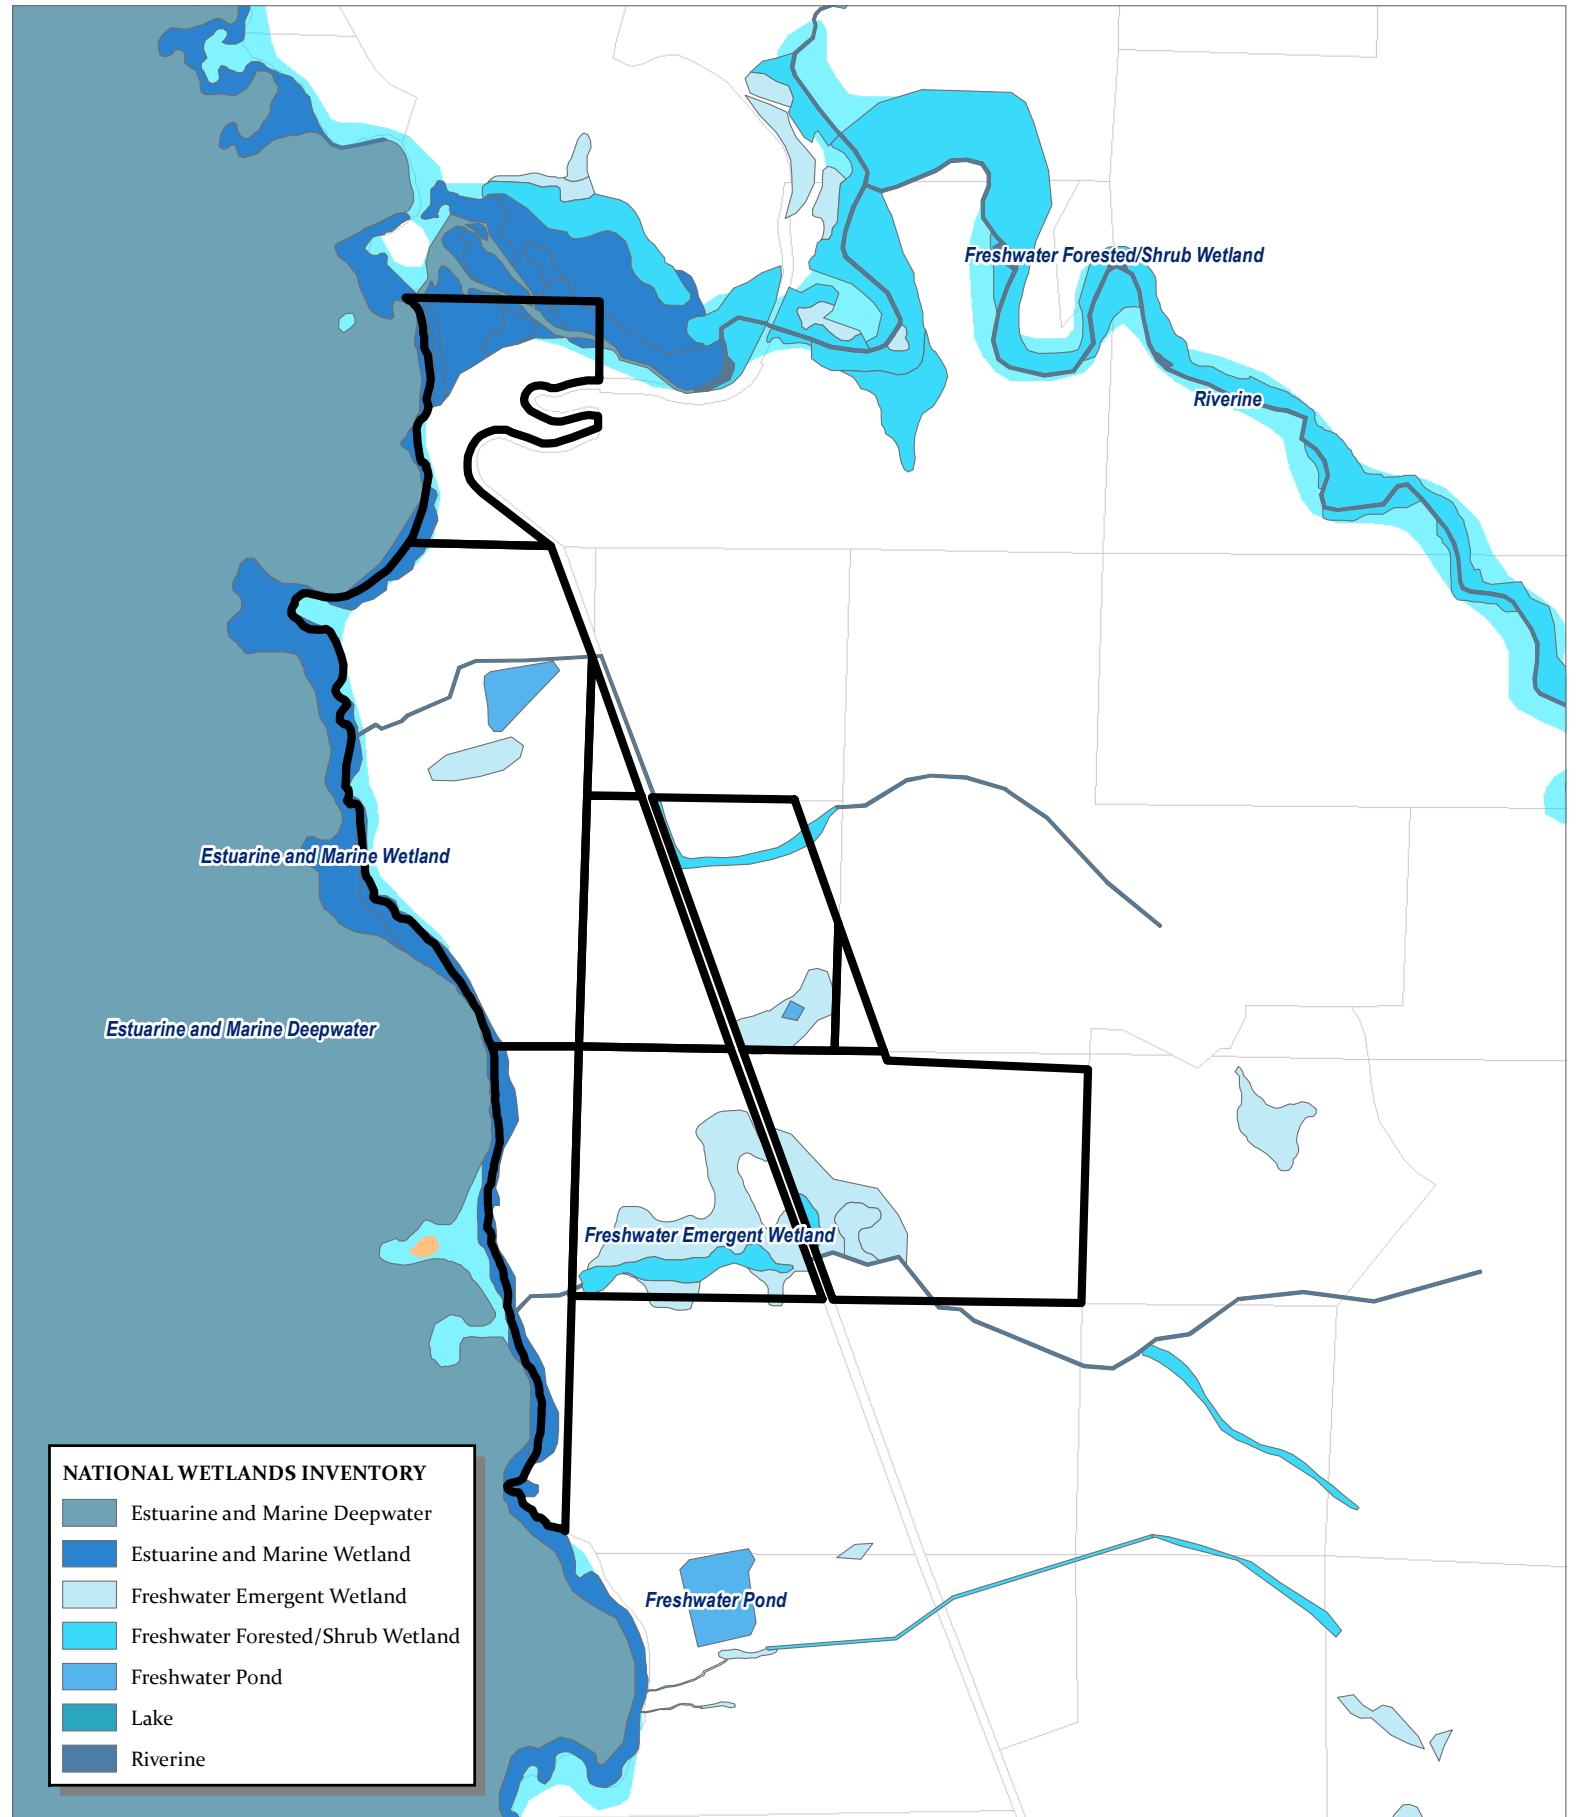 Freshwater Forested/Shrub Wetland
Riverine
Estuarine and Marine Wetland
Estuarine and Marine Deepwater
Freshwater Emergent Wetland
Freshwater Pond
NATIONAL WETLANDS INVENTORY
Estuarine and Marine Deepwater
Estuarine and Marine Wetland
Freshwater Emergent Wetland
Freshwater Forested/Shrub Wetland
Freshwater Pond
Lake
Riverine